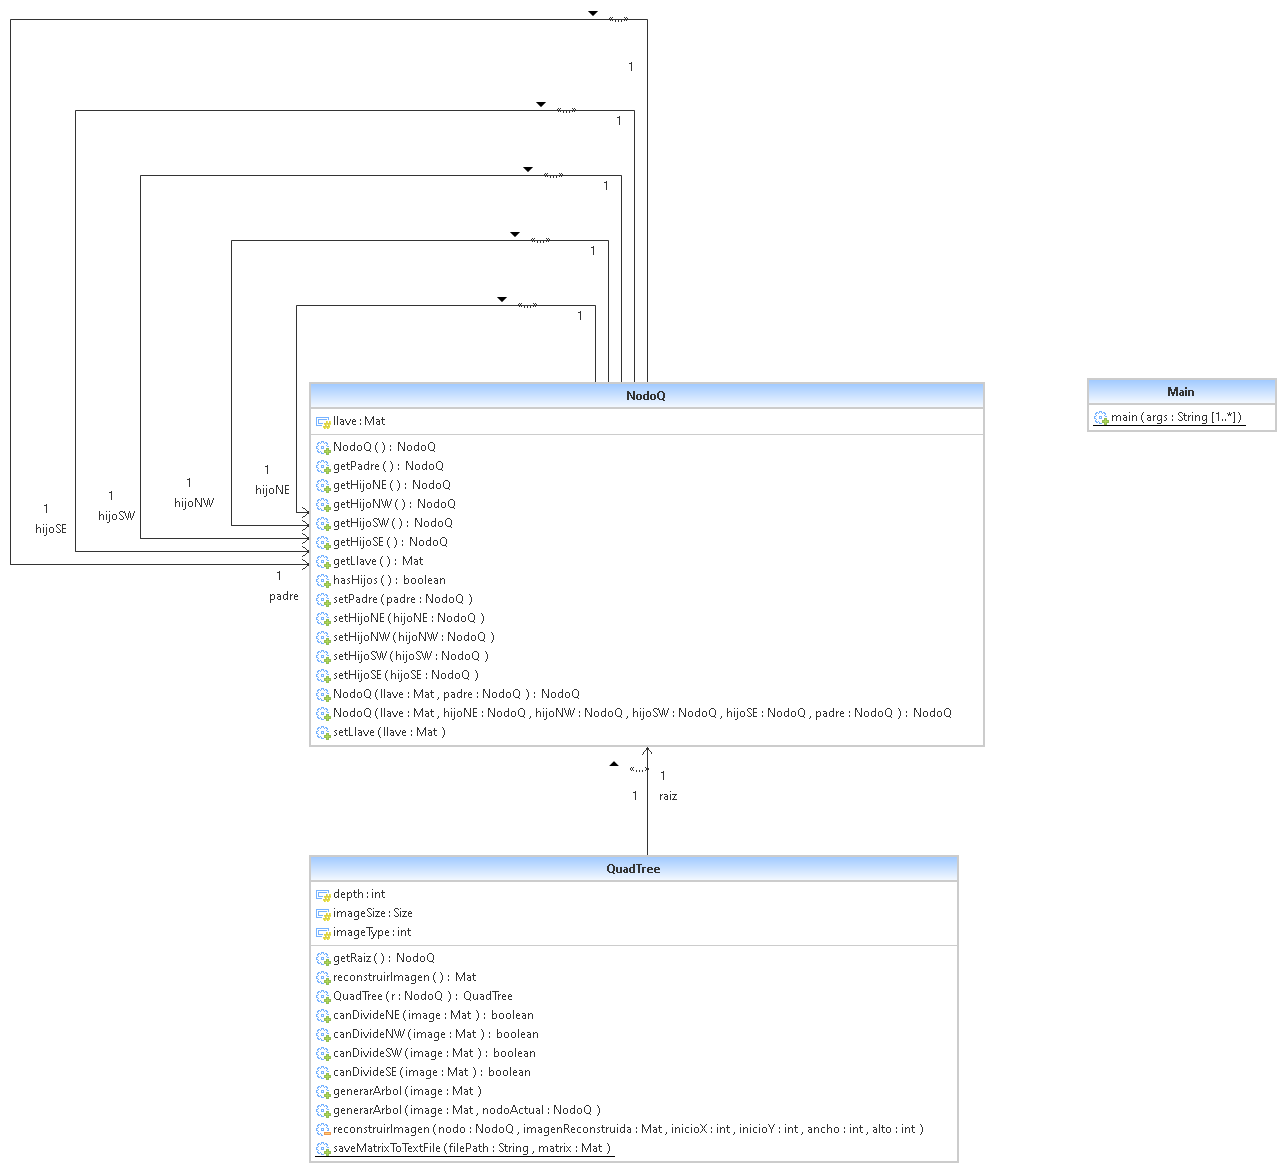 «,,,»
1
«,,,»
1
«,,,»
1
«,,,»
1
«,,,»
1
NodoQ
llave : Mat
NodoQ ( ) : NodoQ
getPadre ( ) : NodoQ
getHijoNE ( ) : NodoQ
getHijoNW ( ) : NodoQ
getHijoSW ( ) : NodoQ
getHijoSE ( ) : NodoQ
getLlave ( ) : Mat
hasHijos ( ) : boolean
setPadre ( padre : NodoQ )
setHijoNE ( hijoNE : NodoQ )
setHijoNW ( hijoNW : NodoQ )
setHijoSW ( hijoSW : NodoQ )
setHijoSE ( hijoSE : NodoQ )
NodoQ ( llave : Mat , padre : NodoQ ) : NodoQ
NodoQ ( llave : Mat , hijoNE : NodoQ , hijoNW : NodoQ , hijoSW : NodoQ , hijoSE : NodoQ , padre : NodoQ ) : NodoQ
setLlave ( llave : Mat )
Main
main ( args : String [1..*] )
1
hijoNE
1
hijoNW
1
hijoSW
1
hijoSE
1
padre
«,,,»
1
1
raiz
QuadTree
depth : int
imageSize : Size
imageType : int
getRaiz ( ) : NodoQ
reconstruirImagen ( ) : Mat
QuadTree ( r : NodoQ ) : QuadTree
canDivideNE ( image : Mat ) : boolean
canDivideNW ( image : Mat ) : boolean
canDivideSW ( image : Mat ) : boolean
canDivideSE ( image : Mat ) : boolean
generarArbol ( image : Mat )
generarArbol ( image : Mat , nodoActual : NodoQ )
reconstruirImagen ( nodo : NodoQ , imagenReconstruida : Mat , inicioX : int , inicioY : int , ancho : int , alto : int )
saveMatrixToTextFile ( filePath : String , matrix : Mat )